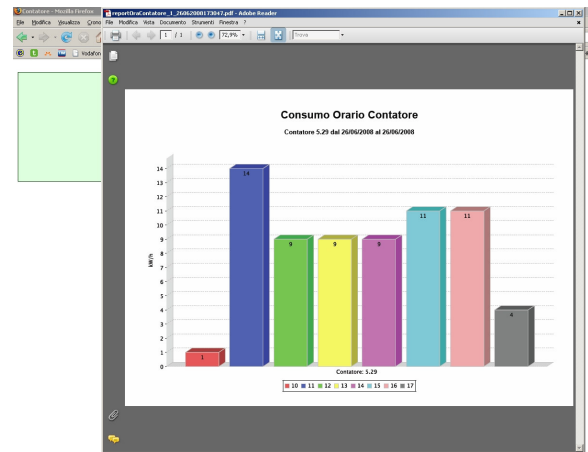 Contatore - Mozilla Firefox
File Modifica Visualizza Crono
Vodafon
reportOraContatore_1_26062008173047.pdf - Adobe Reader
File Modifica Vista Documento Strumenti Finestra ?
1 / 1 72,9% Trova
Consumo Orario Contatore
Contatore 5.29 dal 26/06/2008 al 26/06/2008
kW/h
14
13
12
11
10
9
8
7
6
5
4
3
2
1
0
1 14 9 9 9 11 11 4
Contatore: 5.29
10 11 12 13 14 15 16 17